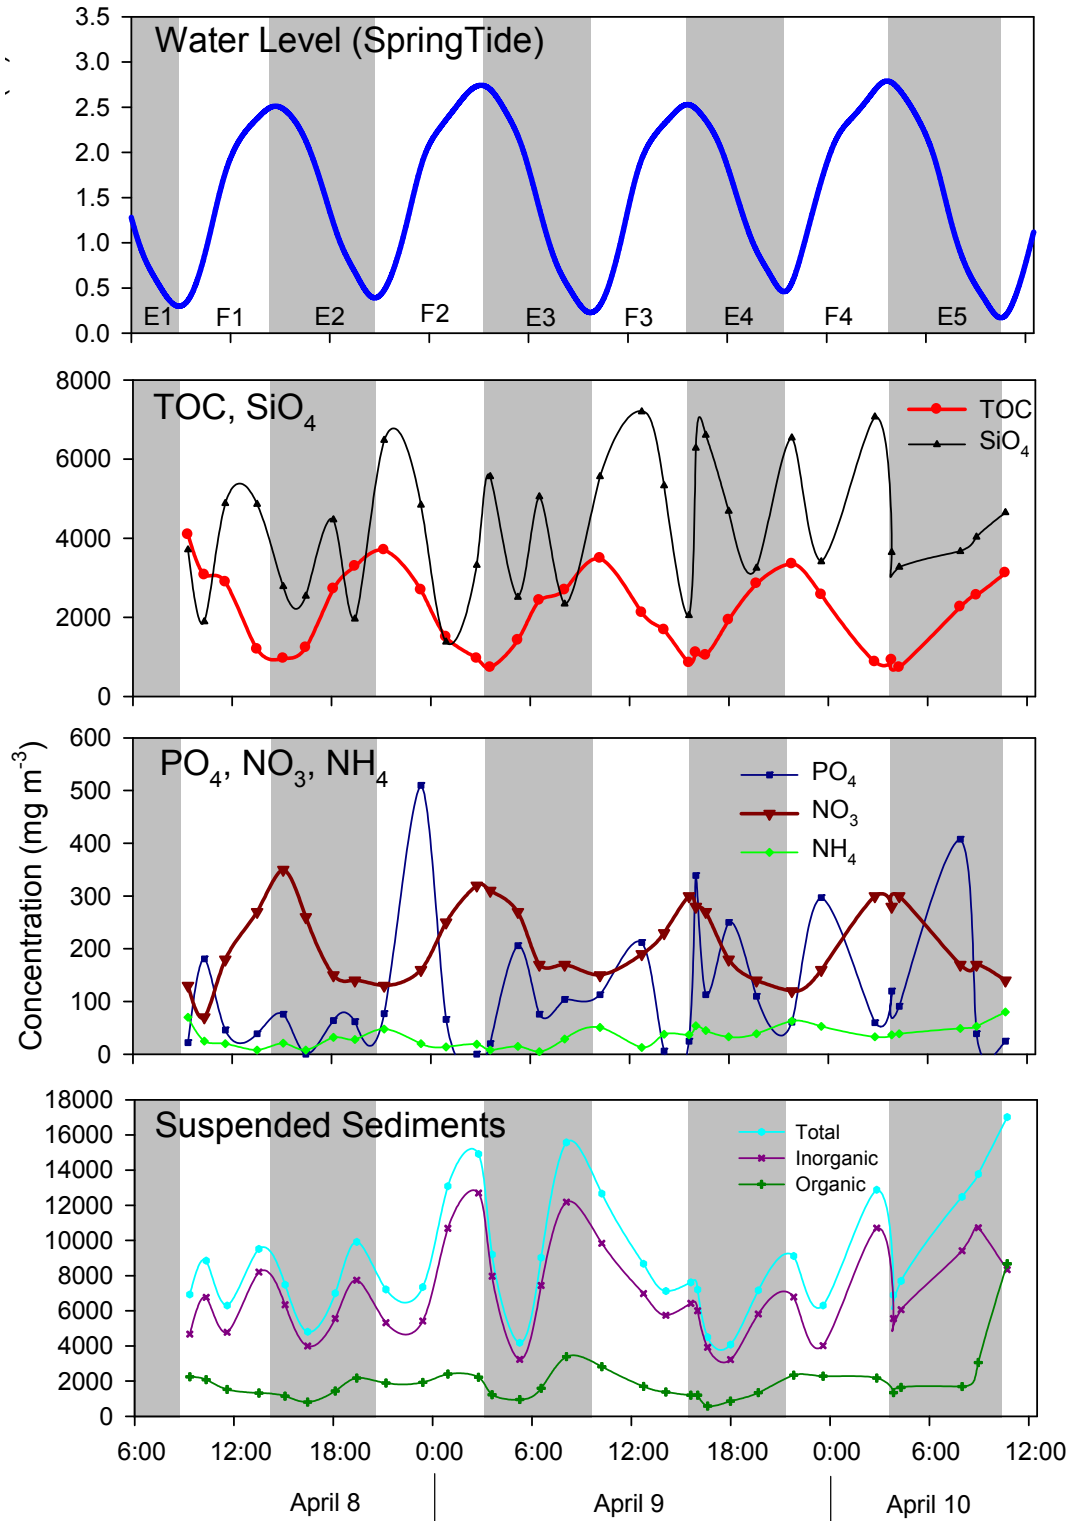 Water Level (SpringTide)
3.5
3.0
2.5
2.0
1.5
1.0
0.5
0.0
E1 F1 E2 F2 E3 F3 E4 F4 E5
TOC, SiO4
TOC
SiO4
8000
6000
4000
2000
0
PO4, NO3, NH4
PO4
NO3
NH4
600
500
400
300
200
100
0
Concentration (mg m-3)
Suspended Sediments
Total
Inorganic
Organic
18000
16000
14000
12000
10000
8000
6000
4000
2000
0
6:00 12:00 18:00 0:00 6:00 12:00 18:00 0:00 6:00 12:00
April 8 April 9 April 10